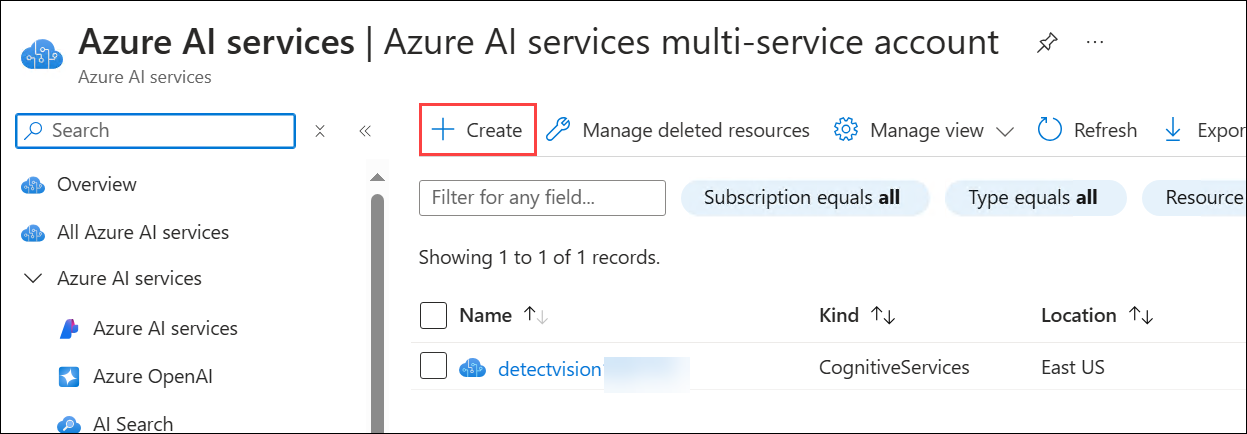 Azure AI services | Azure AI services multi-service account ...
Azure AI services
Search
Create Manage deleted resources Manage view Refresh Expor
Overview
All Azure AI services
Azure AI services
Azure AI services
Azure OpenAI
AI Search
Filter for any field... Subscription equals all Type equals all Resource
Showing 1 to 1 of 1 records.
Name Kind Location
detectvision CognitiveServices East US